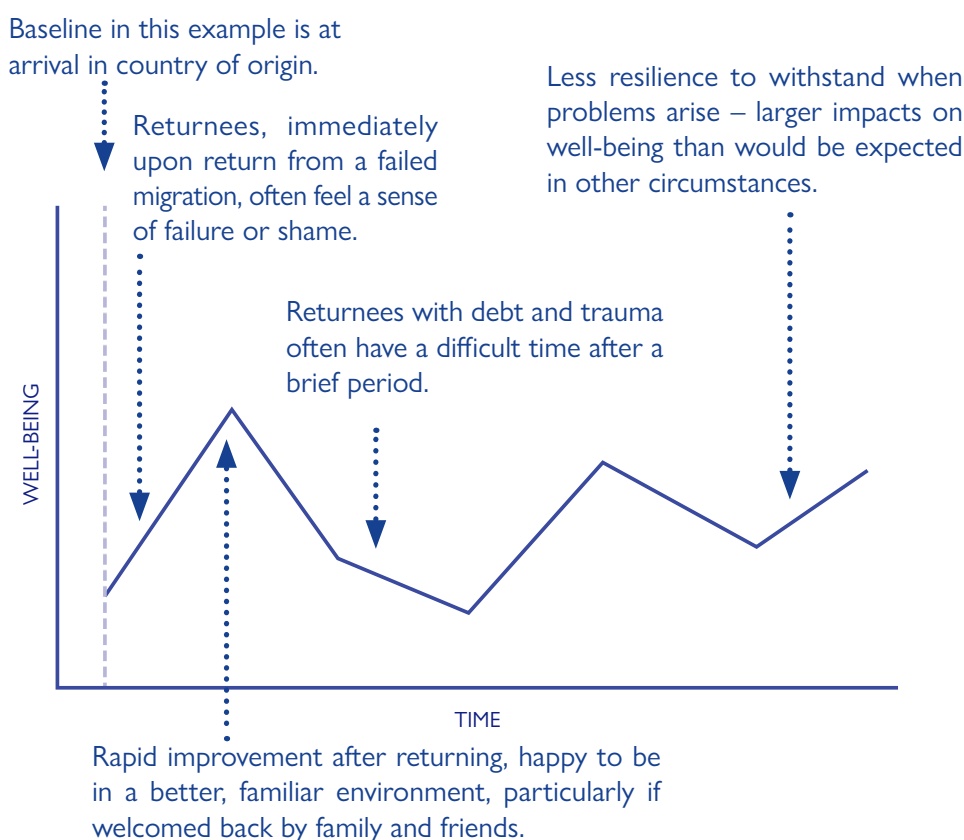 Baseline in this example is at
arrival in country of origin.
Less resilience to withstand when
problems arise – larger impacts on
well-being than would be expected
in other circumstances.
Returnees, immediately
upon return from a failed
migration, often feel a sense
of failure or shame.
Returnees with debt and trauma
often have a difficult time after a
brief period.
WELL-BEING
TIME
Rapid improvement after returning, happy to be
in a better, familiar environment, particularly if
welcomed back by family and friends.